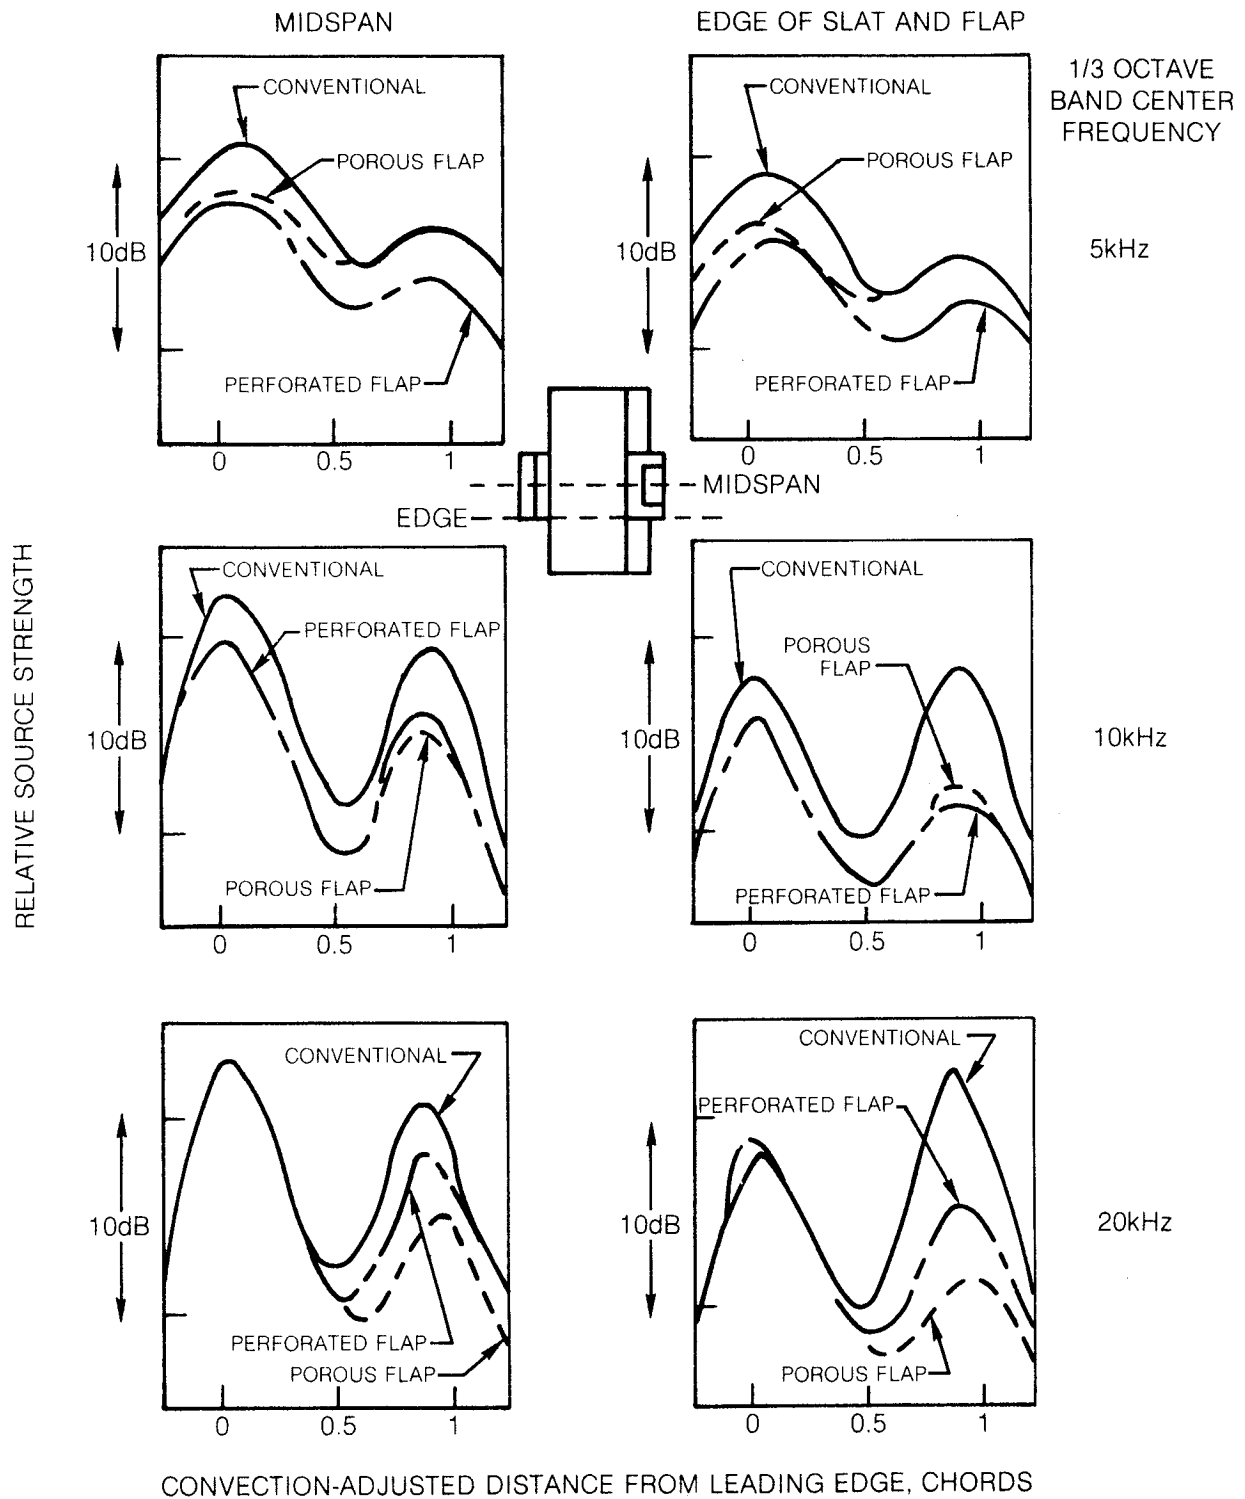 MIDSPAN
EDGE OF SLAT AND FLAP
1/3 OCTAVE
BAND CENTER
FREQUENCY
CONVENTIONAL
POROUS FLAP
10dB
PERFORATED FLAP
0 0.5 1
CONVENTIONAL
POROUS FLAP
10dB
PERFORATED FLAP
0 0.5 1
5kHz
MIDSPAN
EDGE
RELATIVE SOURCE STRENGTH
CONVENTIONAL
PERFORATED FLAP
10dB
POROUS FLAP
0 0.5 1
CONVENTIONAL
POROUS
FLAP
10dB
PERFORATED FLAP
0 0.5 1
10kHz
CONVENTIONAL
10dB
PERFORATED FLAP
POROUS FLAP
0 0.5 1
CONVENTIONAL
PERFORATED FLAP
10dB
POROUS FLAP
0 0.5 1
20kHz
CONVECTION-ADJUSTED DISTANCE FROM LEADING EDGE, CHORDS